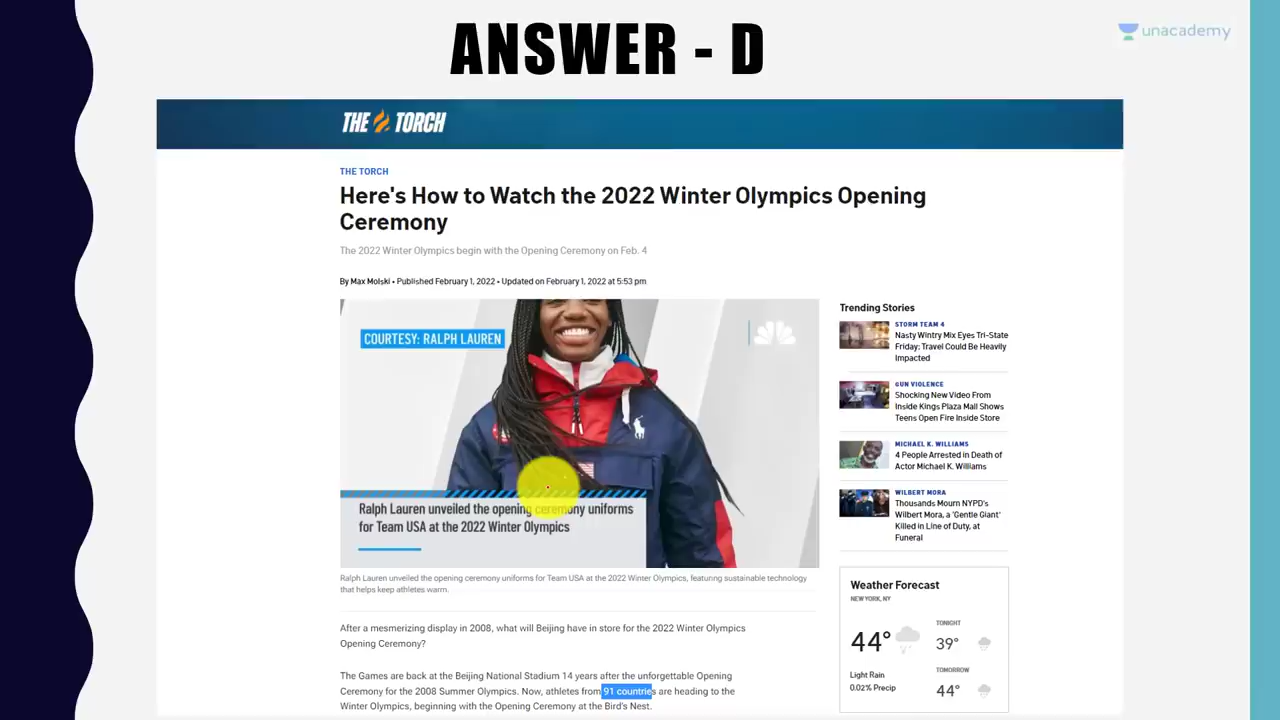 ANSWER - D
unacademy
THE TORCH
THE TORCH
Here's How to Watch the 2022 Winter Olympics Opening
Ceremony
The 2022 Winter Olympics begin with the Opening Ceremony on Feb. 4
By Max Molski • Published February 1, 2022 • Updated on February 1, 2022 at 5:53 pm
COURTESY: RALPH LAUREN
Ralph Lauren unveiled the opening ceremony uniforms
for Team USA at the 2022 Winter Olympics
Ralph Lauren unveiled the opening ceremony uniforms for Team USA at the 2022 Winter Olympics, featuring sustainable technology
that helps keep athletes warm.
After a mesmerizing display in 2008, what will Beijing have in store for the 2022 Winter Olympics
Opening Ceremony?
The Games are back at the Beijing National Stadium 14 years after the unforgettable Opening
Ceremony for the 2008 Summer Olympics. Now, athletes from 91 countries are heading to the
Winter Olympics, beginning with the Opening Ceremony at the Bird's Nest.
Trending Stories
STORM TEAM 4
Nasty Wintry Mix Eyes Tri-State
Friday; Travel Could Be Heavily
Impacted
GUN VIOLENCE
Shocking New Video From
Inside Kings Plaza Mall Shows
Teens Open Fire Inside Store
MICHAEL K. WILLIAMS
4 People Arrested in Death of
Actor Michael K. Williams
WILBERT MORA
Thousands Mourn NYPD's
Wilbert Mora, a 'Gentle Giant'
Killed in Line of Duty, at
Funeral
Weather Forecast
NEW YORK, NY
44°
Light Rain
0.02% Precip
TONIGHT
39°
TOMORROW
44°